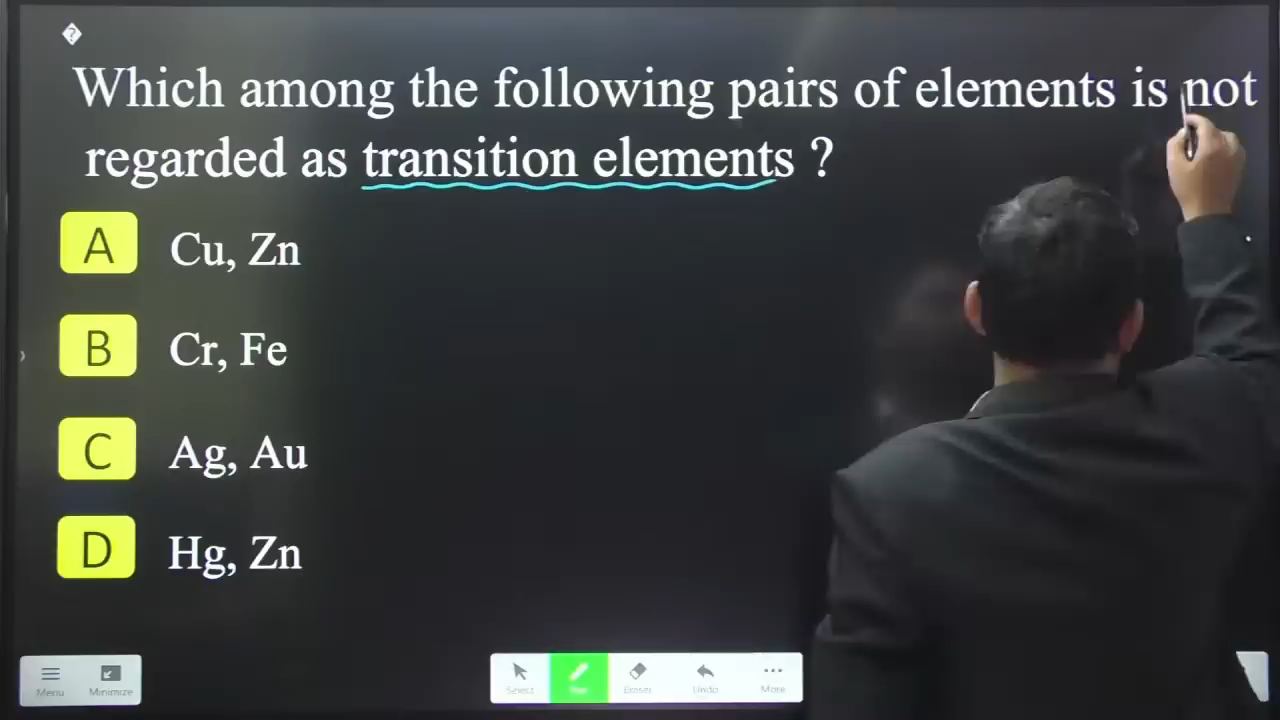 Which among the following pairs of elements is not
regarded as transition elements ?
A Cu, Zn
B Cr, Fe
C Ag, Au
D Hg, Zn
Menu Minimize Select Pen Eraser Undo More